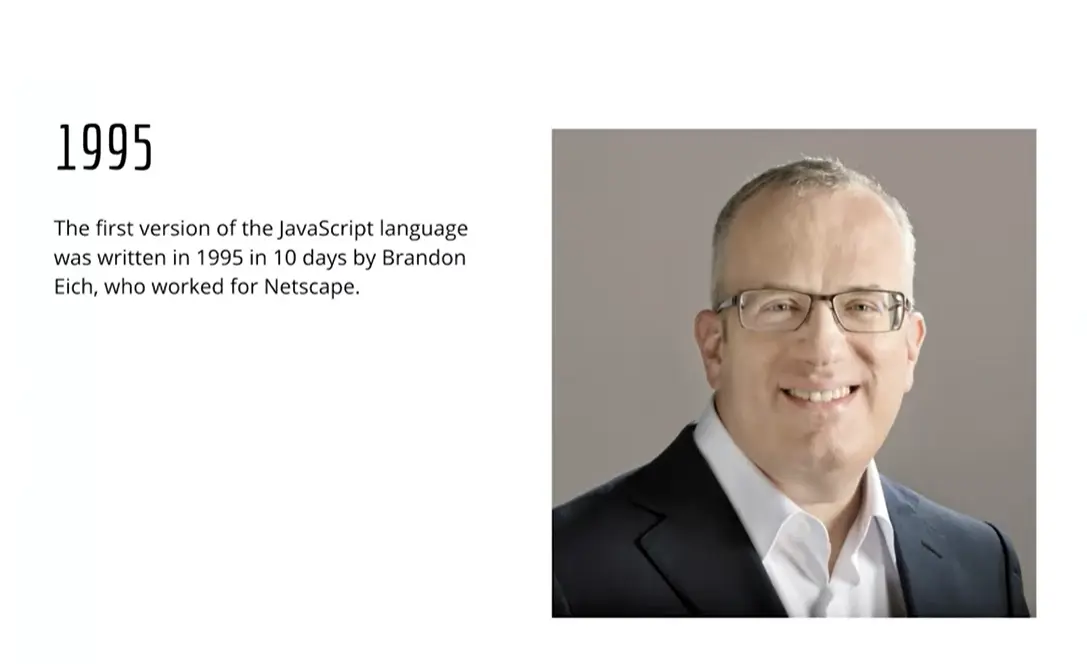 1995
The first version of the JavaScript language
was written in 1995 in 10 days by Brandon
Eich, who worked for Netscape.